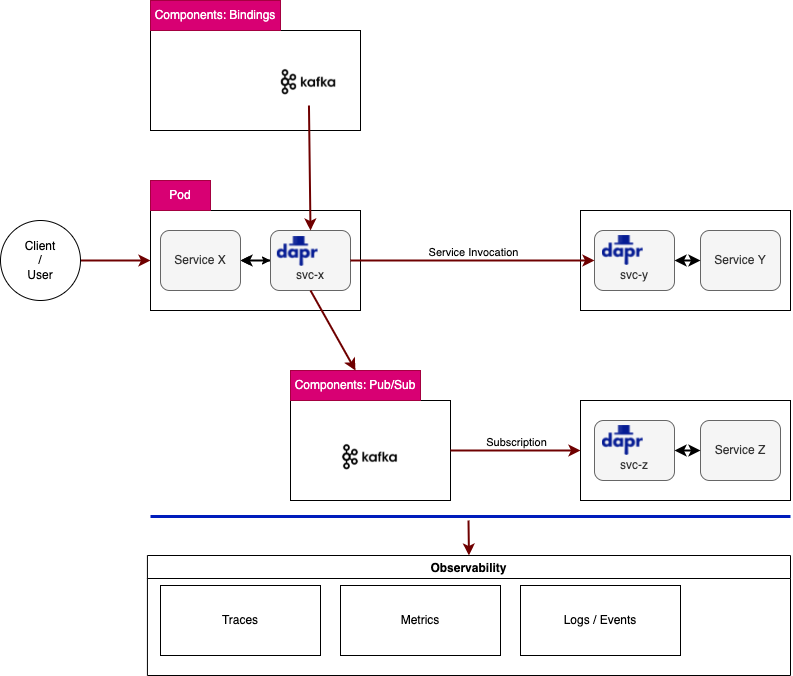 Components: Bindings
kafka
Pod
Client
/
User
Service X
dapr
svc-x
Service Invocation
dapr
svc-y
Service Y
Components: Pub/Sub
kafka
Subscription
dapr
svc-z
Service Z
Observability
Traces
Metrics
Logs / Events